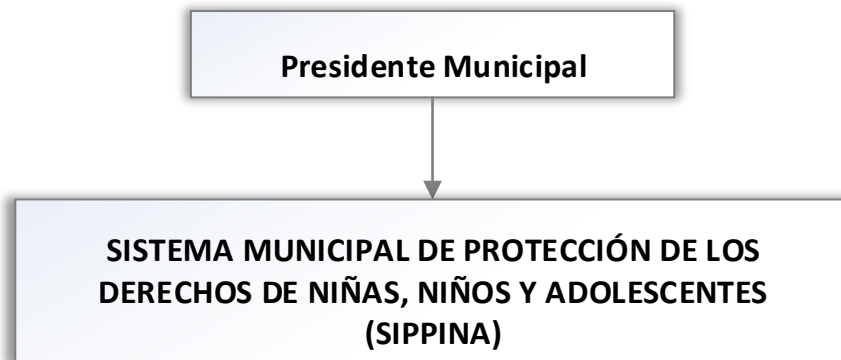 Presidente Municipal
SISTEMA MUNICIPAL DE PROTECCIÓN DE LOS
DERECHOS DE NIÑAS, NIÑOS Y ADOLESCENTES
(SIPPINA)